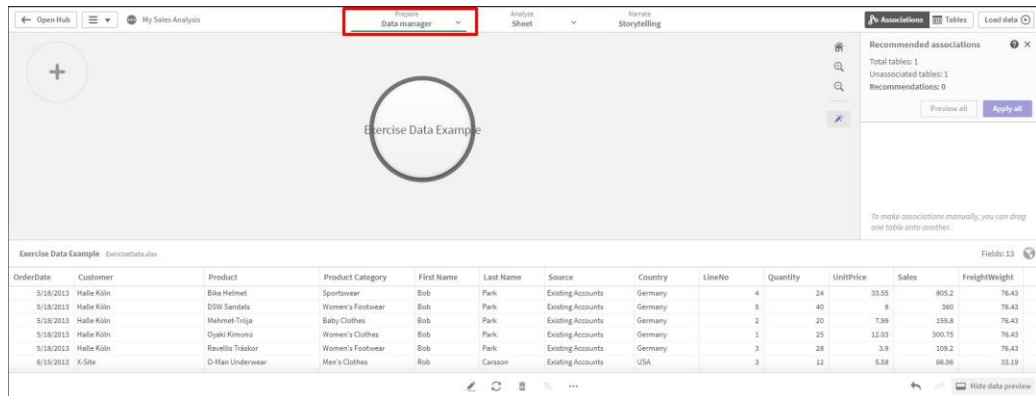 Open Hub
My Sales Analysis
Prepare
Data manager
Analyze
Sheet
Narrate
Storytelling
Associations
Tables
Load data
Exercise Data Example
Recommended associations
Total tables: 1
Unassociated tables: 1
Recommendations: 0
Preview all
Apply all
To make associations manually, you can drag
one table onto another.
Exercise Data Example ExerciseData.xlsx
Fields: 13
OrderDate Customer Product Product Category First Name Last Name Source Country LineNo Quantity UnitPrice Sales FreightWeight
5/18/2013 Halle Köln Bike Helmet Sportswear Bob Park Existing Accounts Germany 4 24 33.55 805.2 76.43
5/18/2013 Halle Köln DSW Sandals Women's Footwear Bob Park Existing Accounts Germany 5 40 9 360 76.43
5/18/2013 Halle Köln Mehmet-Tröja Baby Clothes Bob Park Existing Accounts Germany 2 20 7.99 159.8 76.43
5/18/2013 Halle Köln Oyaki Kimono Women's Clothes Bob Park Existing Accounts Germany 1 25 12.03 300.75 76.43
5/18/2013 Halle Köln Ravellis Träskor Women's Footwear Bob Park Existing Accounts Germany 3 28 3.9 109.2 76.43
6/15/2013 X-Site O-Man Underwear Men's Clothes Rob Carsson Existing Accounts USA 3 12 5.58 66.96 33.19
Hide data preview